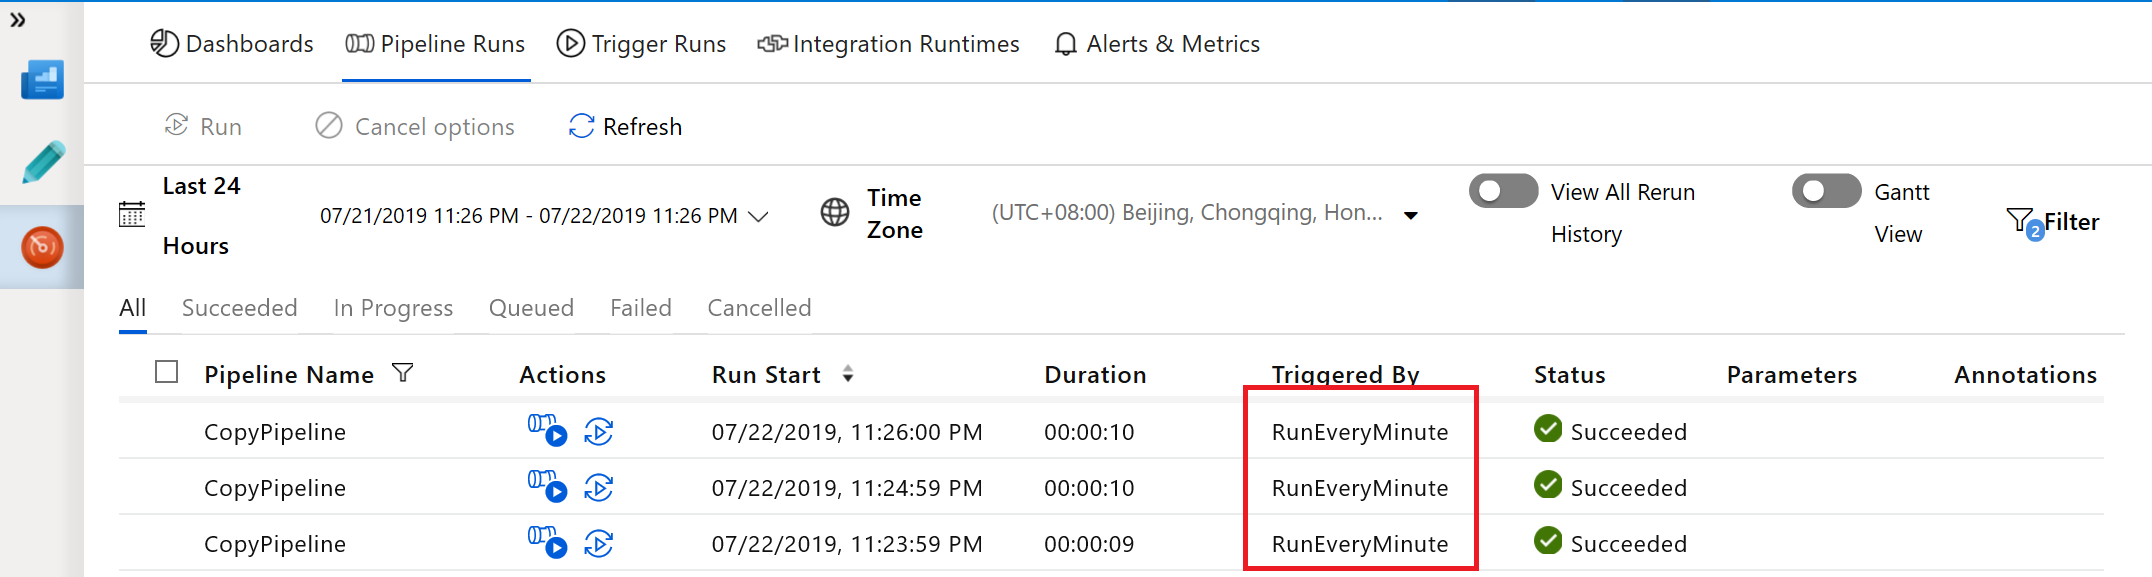 »
Dashboards Pipeline Runs Trigger Runs Integration Runtimes Alerts & Metrics
Run Cancel options Refresh
Last 24 Hours 07/21/2019 11:26 PM - 07/22/2019 11:26 PM Time Zone (UTC+08:00) Beijing, Chongqing, Hon... View All Rerun History Gantt View 2 Filter
All Succeeded In Progress Queued Failed Cancelled
Pipeline Name Actions Run Start Duration Triggered By Status Parameters Annotations
CopyPipeline 07/22/2019, 11:26:00 PM 00:00:10 RunEveryMinute Succeeded
CopyPipeline 07/22/2019, 11:24:59 PM 00:00:10 RunEveryMinute Succeeded
CopyPipeline 07/22/2019, 11:23:59 PM 00:00:09 RunEveryMinute Succeeded